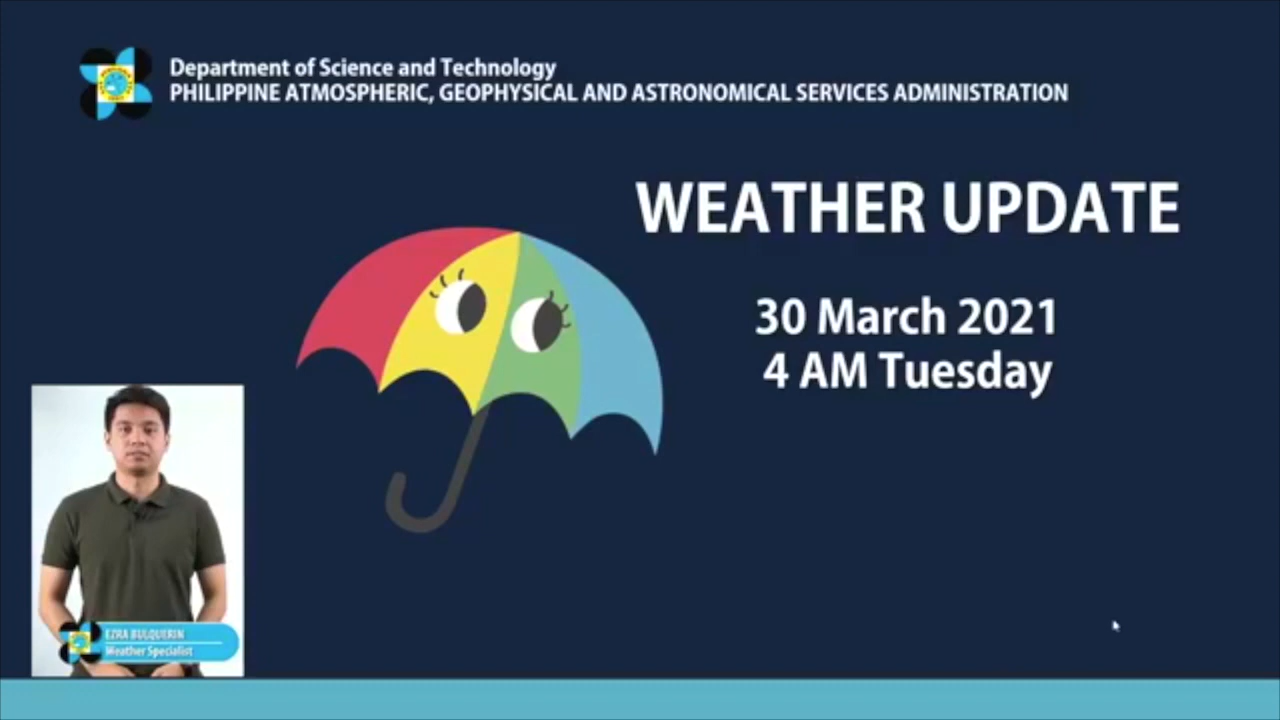 Department of Science and Technology
PHILIPPINE ATMOSPHERIC, GEOPHYSICAL AND ASTRONOMICAL SERVICES ADMINISTRATION
WEATHER UPDATE
30 March 2021
4 AM Tuesday
EZRA BULQUERIN
Weather Specialist